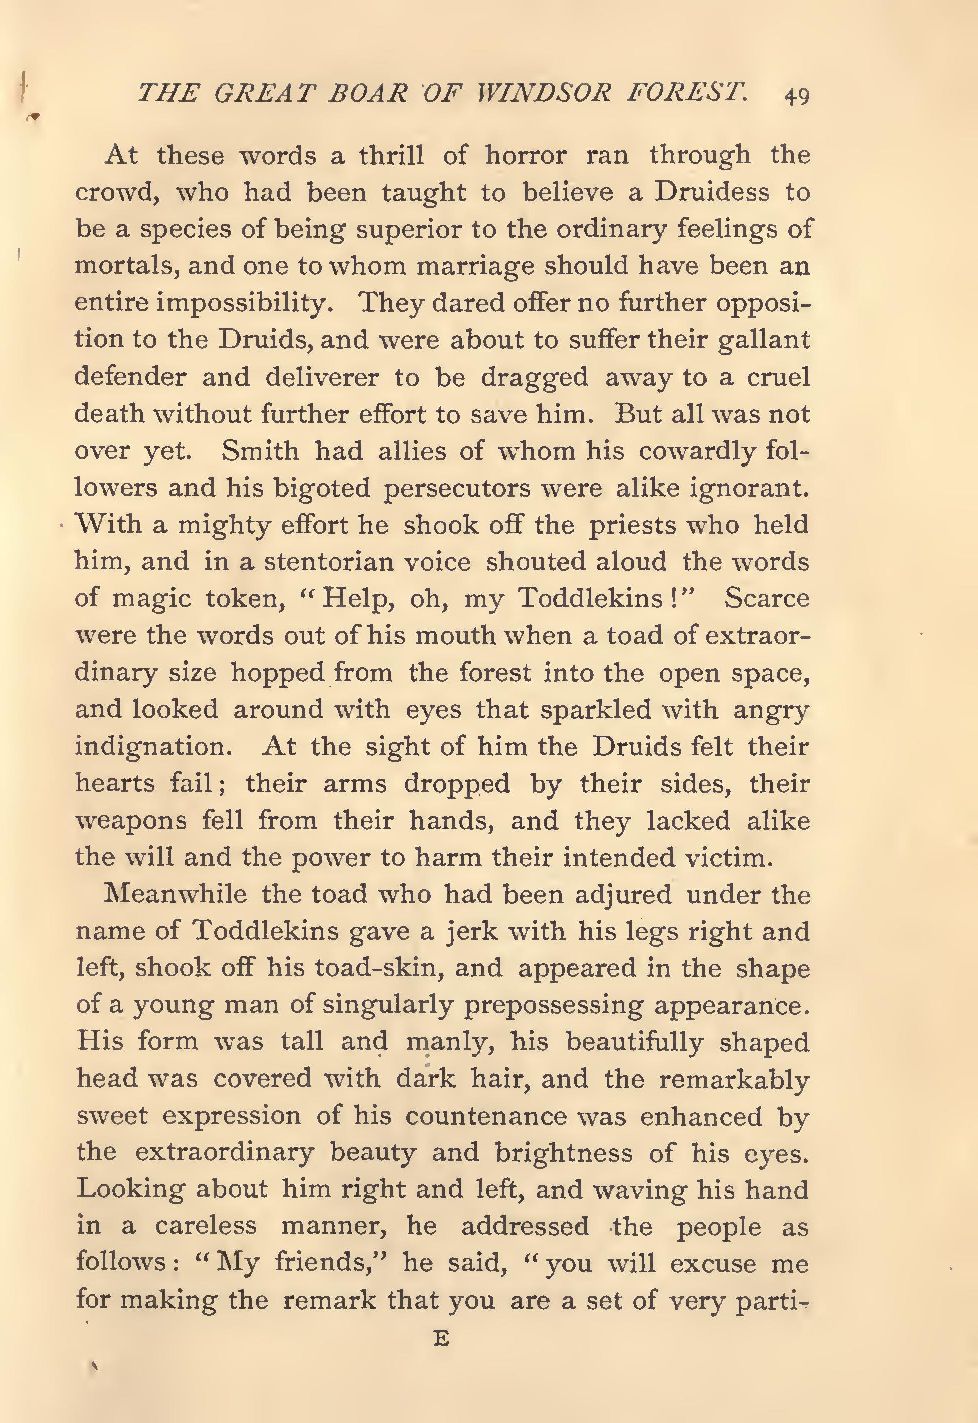 THE GREAT BOAR OF WINDSOR FOREST. 49
At these words a thrill of horror ran through the
crowd, who had been taught to believe a Druidess to
be a species of being superior to the ordinary feelings of
mortals, and one to whom marriage should have been an
entire impossibility. They dared offer no further opposi-
tion to the Druids, and were about to suffer their gallant
defender and deliverer to be dragged away to a cruel
death without further effort to save him. But all was not
over yet. Smith had allies of whom his cowardly fol-
lowers and his bigoted persecutors were alike ignorant.
With a mighty effort he shook off the priests who held
him, and in a stentorian voice shouted aloud the words
of magic token, “Help, oh, my Toddlekins!” Scarce
were the words out of his mouth when a toad of extraor-
dinary size hopped from the forest into the open space,
and looked around with eyes that sparkled with angry
indignation. At the sight of him the Druids felt their
hearts fail; their arms dropped by their sides, their
weapons fell from their hands, and they lacked alike
the will and the power to harm their intended victim.
Meanwhile the toad who had been adjured under the
name of Toddlekins gave a jerk with his legs right and
left, shook off his toad-skin, and appeared in the shape
of a young man of singularly prepossessing appearance.
His form was tall and manly, his beautifully shaped
head was covered with dark hair, and the remarkably
sweet expression of his countenance was enhanced by
the extraordinary beauty and brightness of his eyes.
Looking about him right and left, and waving his hand
in a careless manner, he addressed the people as
follows: “My friends,” he said, “you will excuse me
for making the remark that you are a set of very parti-
E